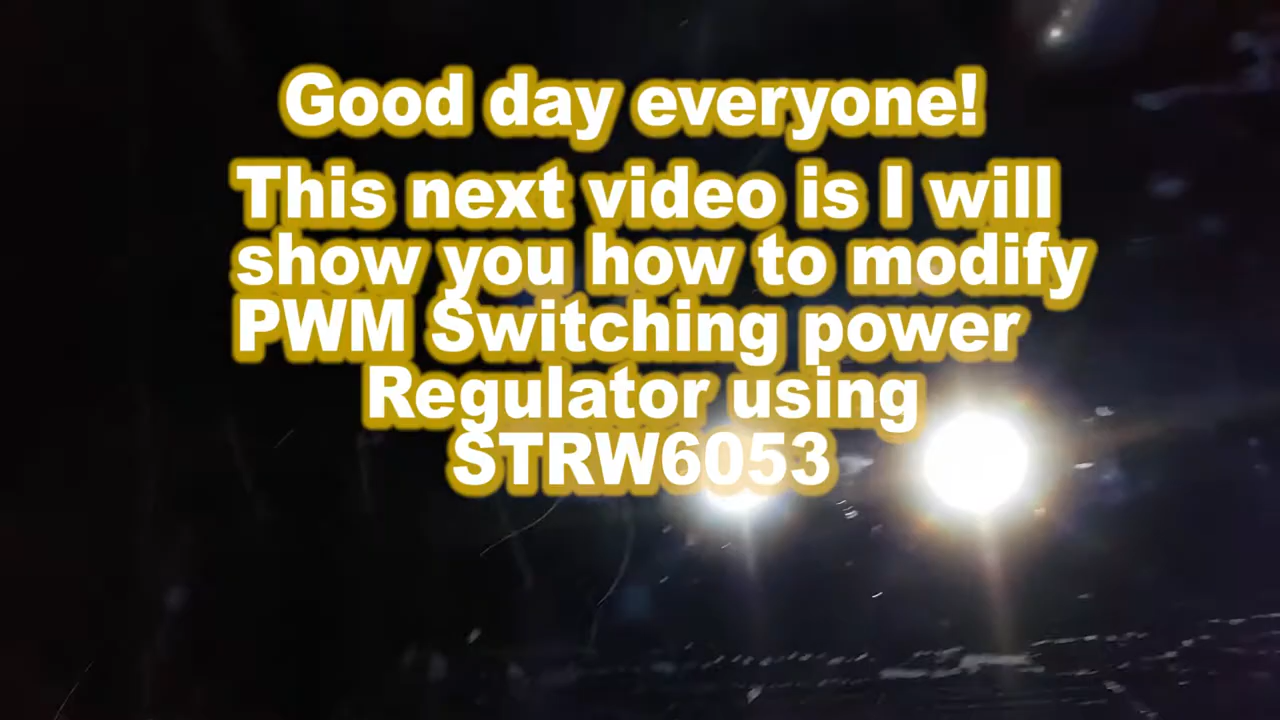 Good day everyone!
This next video is I will
show you how to modify
PWM Switching power
Regulator using
STRW6053